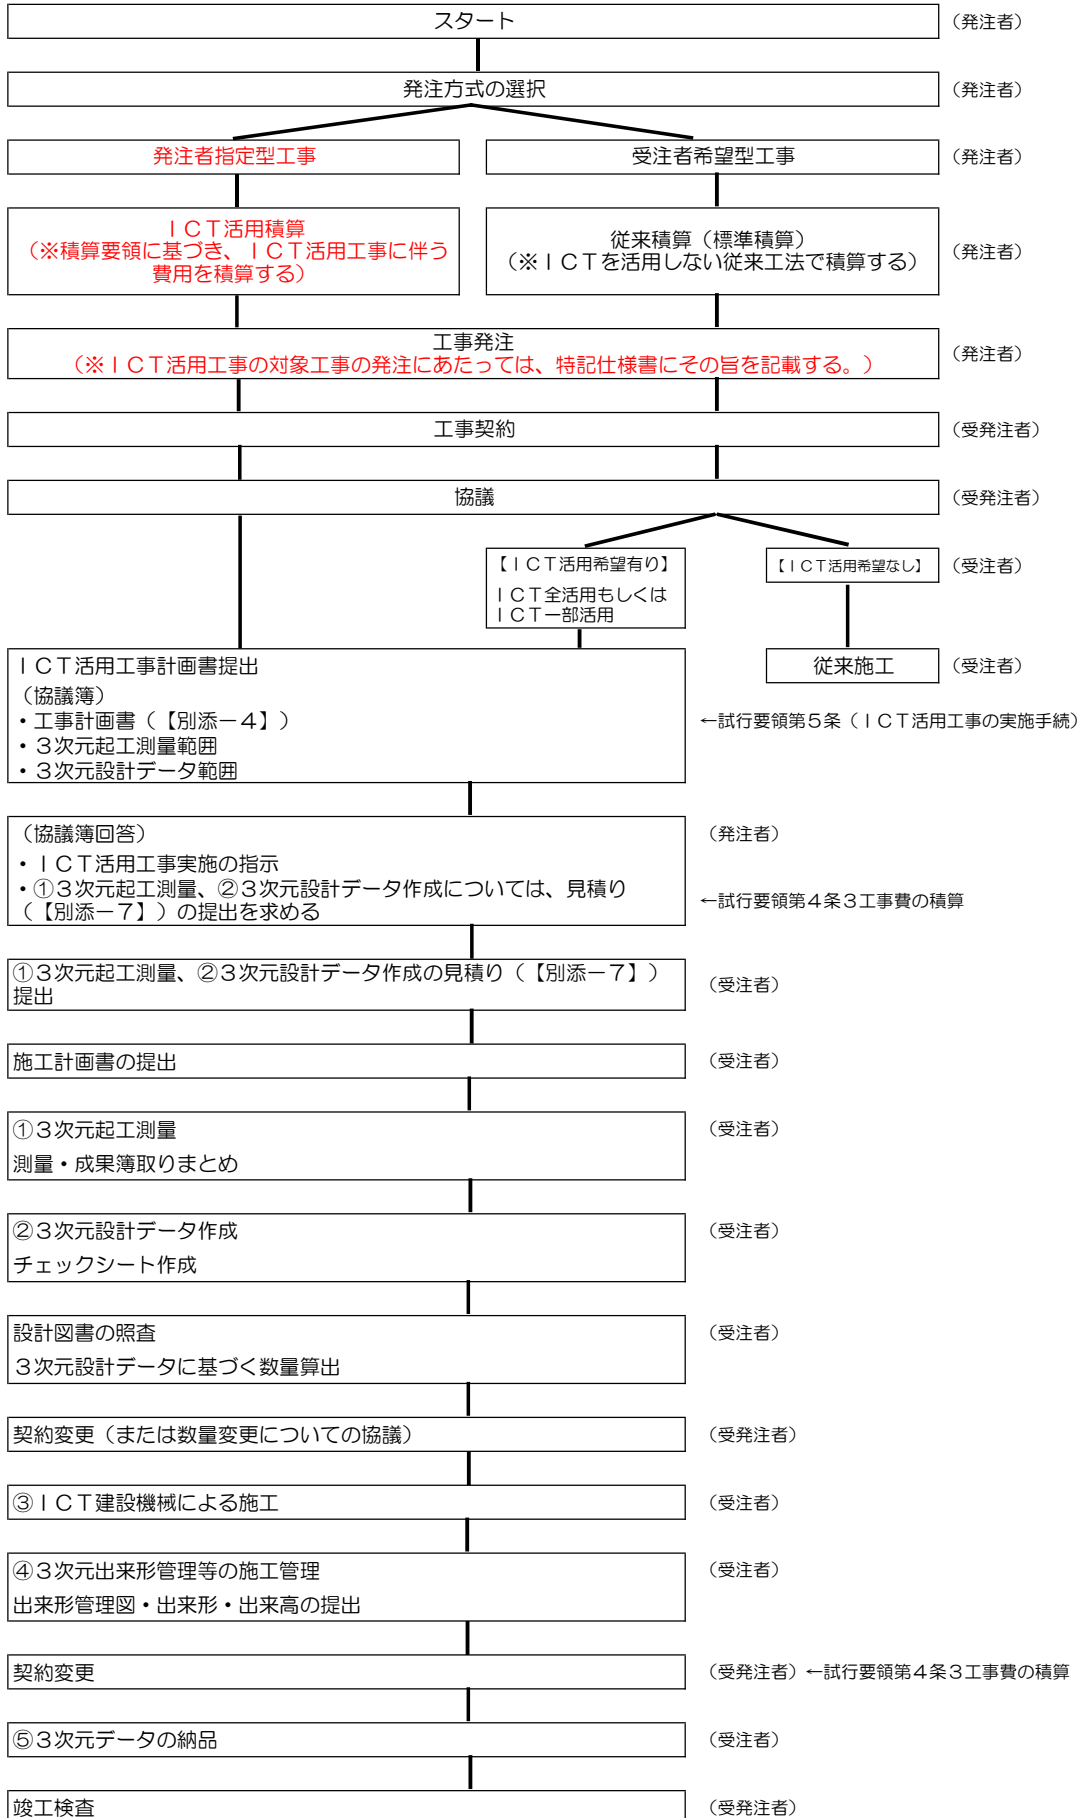 スタート （発注者）
発注方式の選択 （発注者）
発注者指定型工事 受注者希望型工事 （発注者）
ＩＣＴ活用積算
（※積算要領に基づき、ＩＣＴ活用工事に伴う
費用を積算する）
従来積算（標準積算）
（※ＩＣＴを活用しない従来工法で積算する）
（発注者）
工事発注
（※ＩＣＴ活用工事の対象工事の発注にあたっては、特記仕様書にその旨を記載する。）
（発注者）
工事契約 （受発注者）
協議 （受発注者）
【ＩＣＴ活用希望有り】
ＩＣＴ全活用もしくは
ＩＣＴ一部活用
【ＩＣＴ活用希望なし】 （受注者）
従来施工 （受注者）
ＩＣＴ活用工事計画書提出
（協議簿）
・工事計画書（【別添－４】）
・３次元起工測量範囲
・３次元設計データ範囲
←試行要領第５条（ＩＣＴ活用工事の実施手続）
（協議簿回答） （発注者）
・ＩＣＴ活用工事実施の指示
・①３次元起工測量、②３次元設計データ作成については、見積り
（【別添－７】）の提出を求める
←試行要領第４条３工事費の積算
①３次元起工測量、②３次元設計データ作成の見積り（【別添－７】）
提出
（受注者）
施工計画書の提出 （受注者）
①３次元起工測量 （受注者）
測量・成果簿取りまとめ
②３次元設計データ作成 （受注者）
チェックシート作成
設計図書の照査 （受注者）
３次元設計データに基づく数量算出
契約変更（または数量変更についての協議） （受発注者）
③ＩＣＴ建設機械による施工 （受注者）
④３次元出来形管理等の施工管理 （受注者）
出来形管理図・出来形・出来高の提出
契約変更 （受発注者）←試行要領第４条３工事費の積算
⑤３次元データの納品 （受注者）
竣工検査 （受発注者）